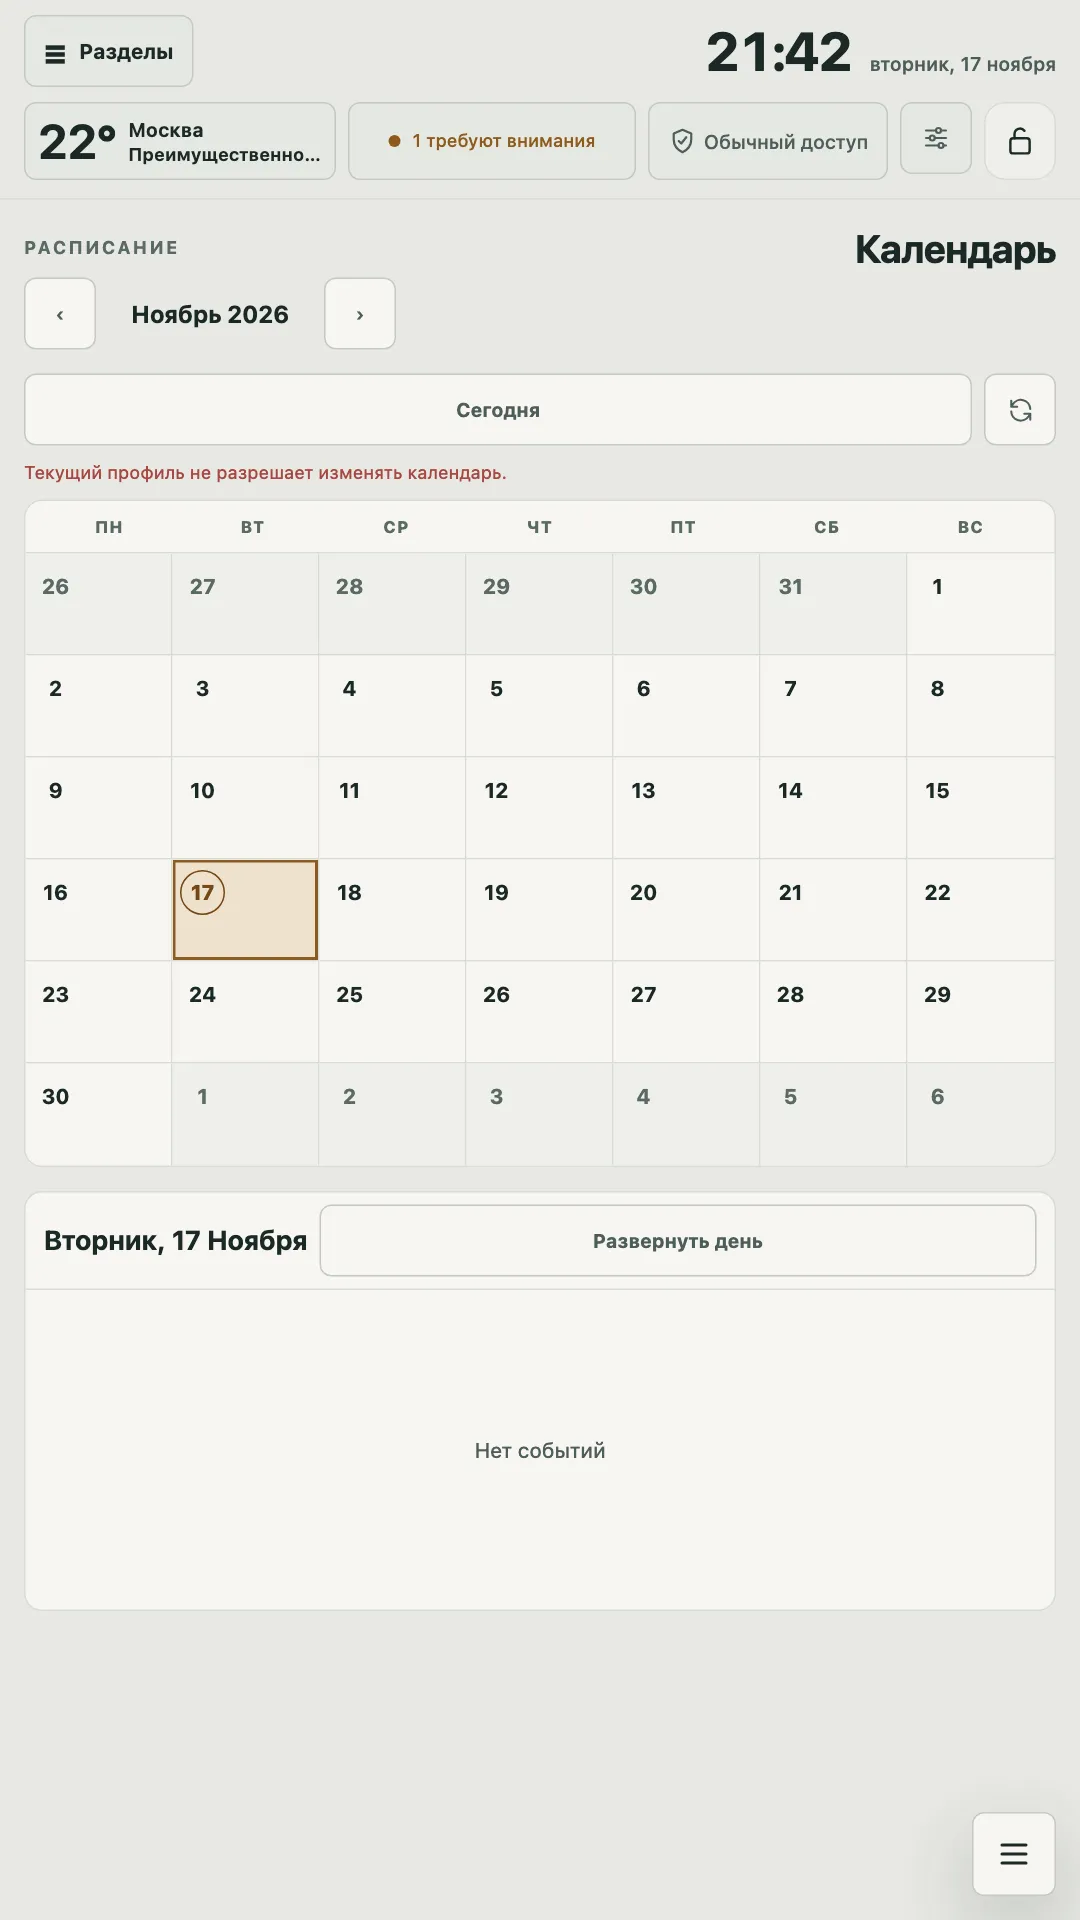 Разделы
21:42 вторник, 17 ноября
22° Москва
Преимущественно...
1 требуют внимания
Обычный доступ
РАСПИСАНИЕ
Календарь
‹ Ноябрь 2026 ›
Сегодня
Текущий профиль не разрешает изменять календарь.
ПН ВТ СР ЧТ ПТ СБ ВС
26 27 28 29 30 31 1
2 3 4 5 6 7 8
9 10 11 12 13 14 15
16 17 18 19 20 21 22
23 24 25 26 27 28 29
30 1 2 3 4 5 6
Вторник, 17 Ноября
Развернуть день
Нет событий